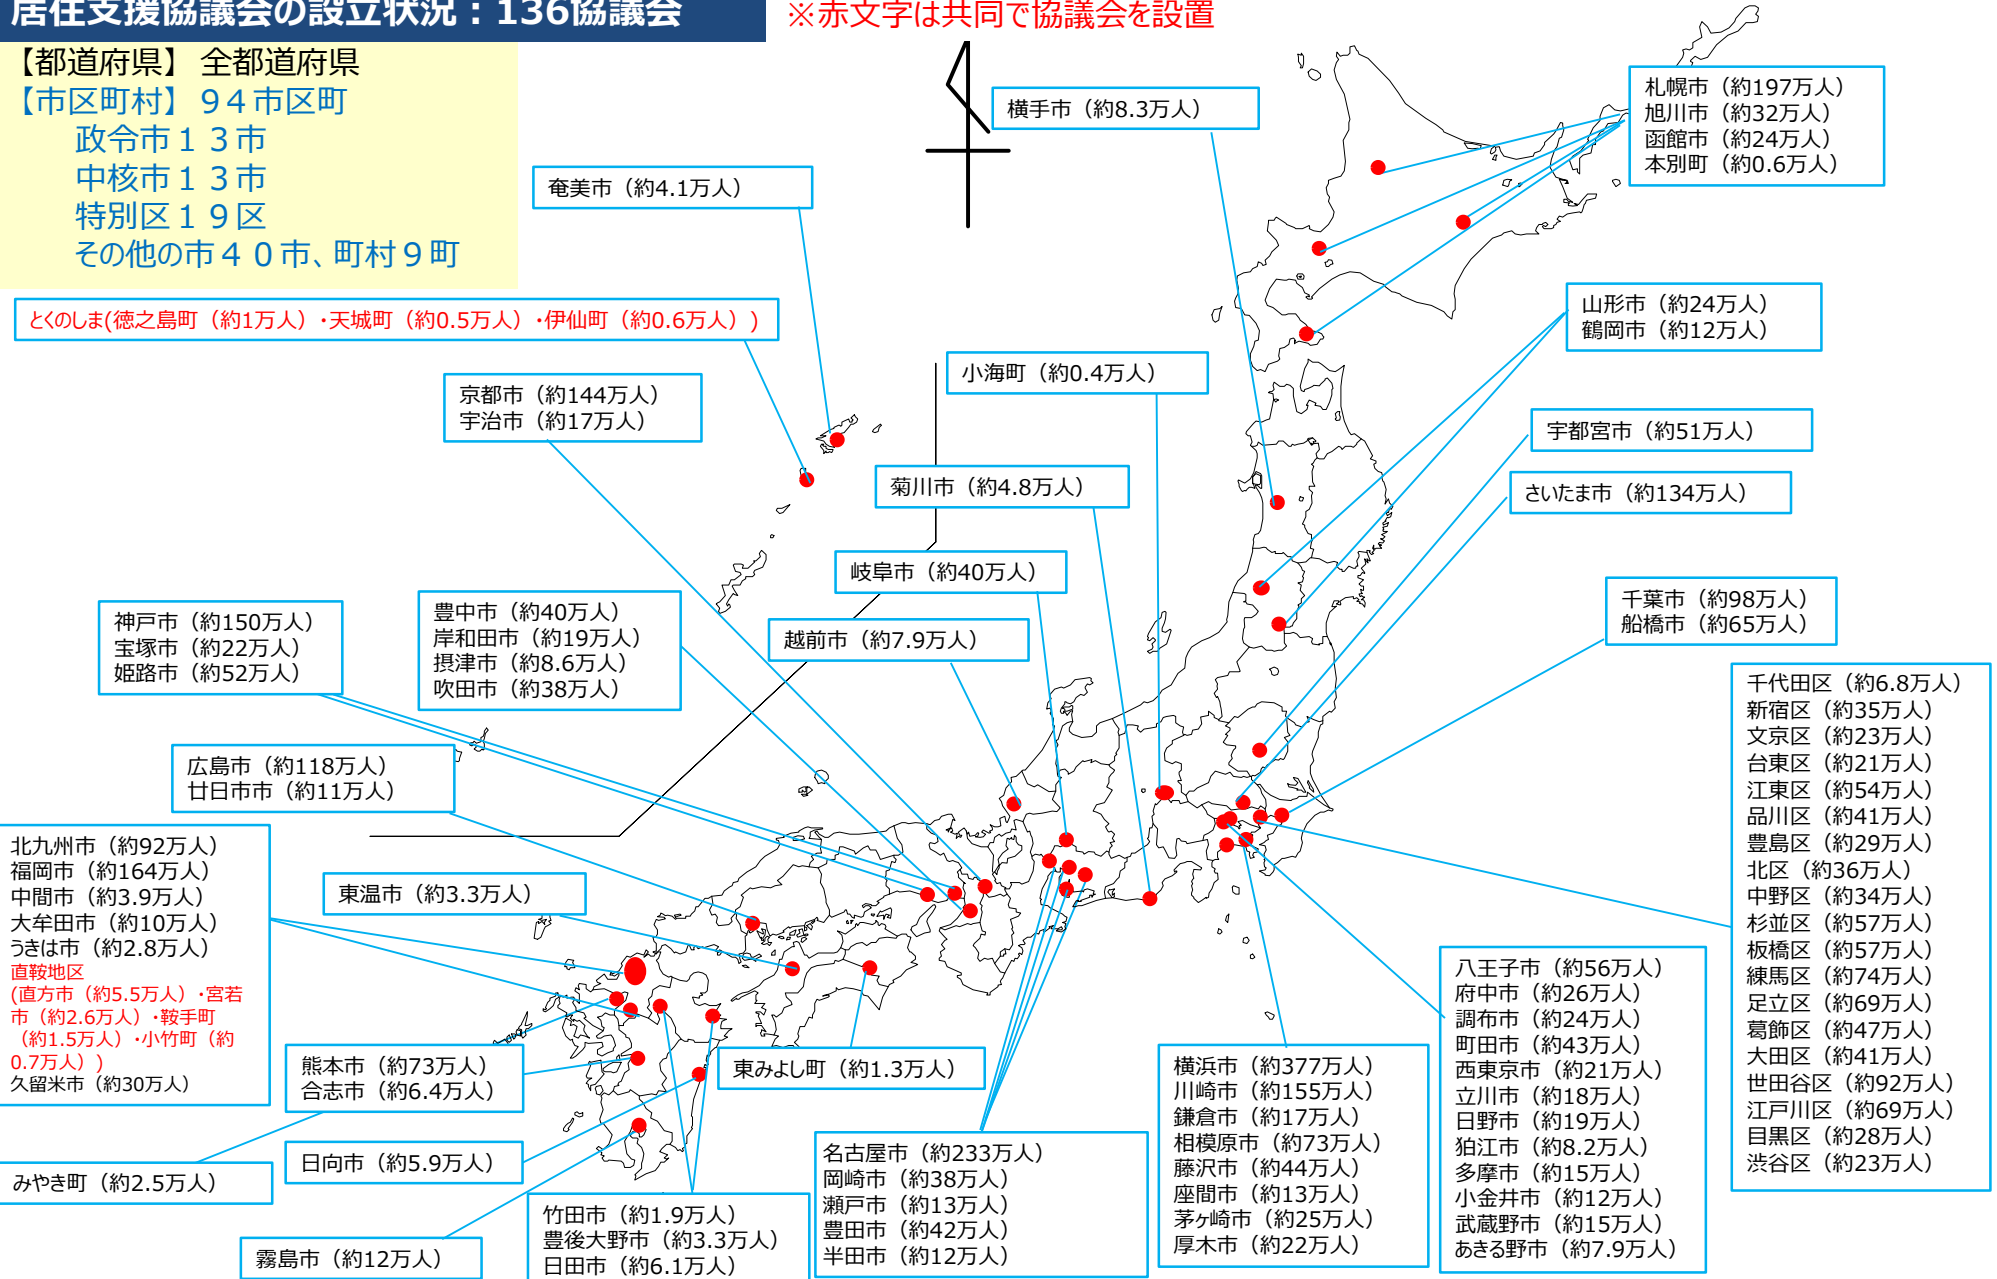 居住支援協議会の設立状況：136協議会
※赤文字は共同で協議会を設置
【都道府県】 全都道府県
【市区町村】 ９４市区町
政令市１３市
中核市１３市
特別区１９区
その他の市４０市、町村９町
横手市（約8.3万人）
札幌市（約197万人）
旭川市（約32万人）
函館市（約24万人）
本別町（約0.6万人）
奄美市（約4.1万人）
とくのしま(徳之島町（約1万人）・天城町（約0.5万人）・伊仙町（約0.6万人）)
山形市（約24万人）
鶴岡市（約12万人）
京都市（約144万人）
宇治市（約17万人）
小海町（約0.4万人）
宇都宮市（約51万人）
菊川市（約4.8万人）
さいたま市（約134万人）
岐阜市（約40万人）
千葉市（約98万人）
船橋市（約65万人）
神戸市（約150万人）
宝塚市（約22万人）
姫路市（約52万人）
豊中市（約40万人）
岸和田市（約19万人）
摂津市（約8.6万人）
吹田市（約38万人）
越前市（約7.9万人）
千代田区（約6.8万人）
新宿区（約35万人）
文京区（約23万人）
台東区（約21万人）
江東区（約54万人）
品川区（約41万人）
豊島区（約29万人）
北区（約36万人）
中野区（約34万人）
杉並区（約57万人）
板橋区（約57万人）
練馬区（約74万人）
足立区（約69万人）
葛飾区（約47万人）
大田区（約41万人）
世田谷区（約92万人）
江戸川区（約69万人）
目黒区（約28万人）
渋谷区（約23万人）
広島市（約118万人）
廿日市市（約11万人）
北九州市（約92万人）
福岡市（約164万人）
中間市（約3.9万人）
大牟田市（約10万人）
うきは市（約2.8万人）
直鞍地区
(直方市（約5.5万人）・宮若
市（約2.6万人）・鞍手町
（約1.5万人）・小竹町（約
0.7万人）)
久留米市（約30万人）
東温市（約3.3万人）
熊本市（約73万人）
合志市（約6.4万人）
東みよし町（約1.3万人）
みやき町（約2.5万人）
日向市（約5.9万人）
霧島市（約12万人）
竹田市（約1.9万人）
豊後大野市（約3.3万人）
日田市（約6.1万人）
名古屋市（約233万人）
岡崎市（約38万人）
瀬戸市（約13万人）
豊田市（約42万人）
半田市（約12万人）
横浜市（約377万人）
川崎市（約155万人）
鎌倉市（約17万人）
相模原市（約73万人）
藤沢市（約44万人）
座間市（約13万人）
茅ヶ崎市（約25万人）
厚木市（約22万人）
八王子市（約56万人）
府中市（約26万人）
調布市（約24万人）
町田市（約43万人）
西東京市（約21万人）
立川市（約18万人）
日野市（約19万人）
狛江市（約8.2万人）
多摩市（約15万人）
小金井市（約12万人）
武蔵野市（約15万人）
あきる野市（約7.9万人）